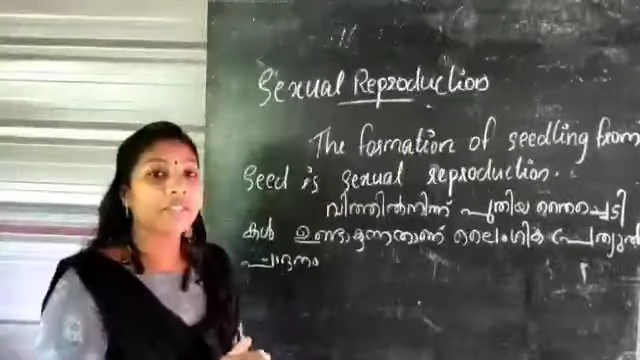 Sexual Reproduction
The formation of seedling from
seed is sexual reproduction.
വിത്തിൽനിന്ന് പുതിയ തൈച്ചെടി
കൾ ഉണ്ടാകുന്നതാണ് ലൈംഗിക പ്രത്യുൽ
പാദനം